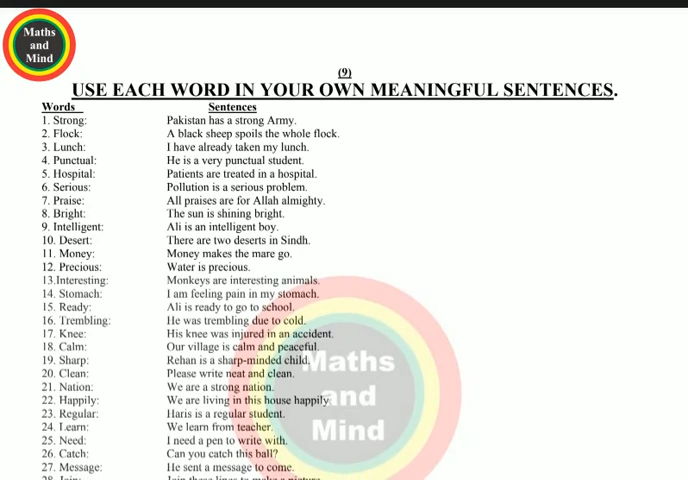 Maths
and
Mind
(9)
USE EACH WORD IN YOUR OWN MEANINGFUL SENTENCES.
Words Sentences
1. Strong: Pakistan has a strong Army.
2. Flock: A black sheep spoils the whole flock.
3. Lunch: I have already taken my lunch.
4. Punctual: He is a very punctual student.
5. Hospital: Patients are treated in a hospital.
6. Serious: Pollution is a serious problem.
7. Praise: All praises are for Allah almighty.
8. Bright: The sun is shining bright.
9. Intelligent: Ali is an intelligent boy.
10. Desert: There are two deserts in Sindh.
11. Money: Money makes the mare go.
12. Precious: Water is precious.
13.Interesting: Monkeys are interesting animals.
14. Stomach: I am feeling pain in my stomach.
15. Ready: Ali is ready to go to school.
16. Trembling: He was trembling due to cold.
17. Knee: His knee was injured in an accident.
18. Calm: Our village is calm and peaceful.
19. Sharp: Rehan is a sharp-minded child.
20. Clean: Please write neat and clean.
21. Nation: We are a strong nation.
22. Happily: We are living in this house happily.
23. Regular: Haris is a regular student.
24. Learn: We learn from teacher.
25. Need: I need a pen to write with.
26. Catch: Can you catch this ball?
27. Message: He sent a message to come.
28. Join: Join these lines to make a picture.
Maths
and
Mind